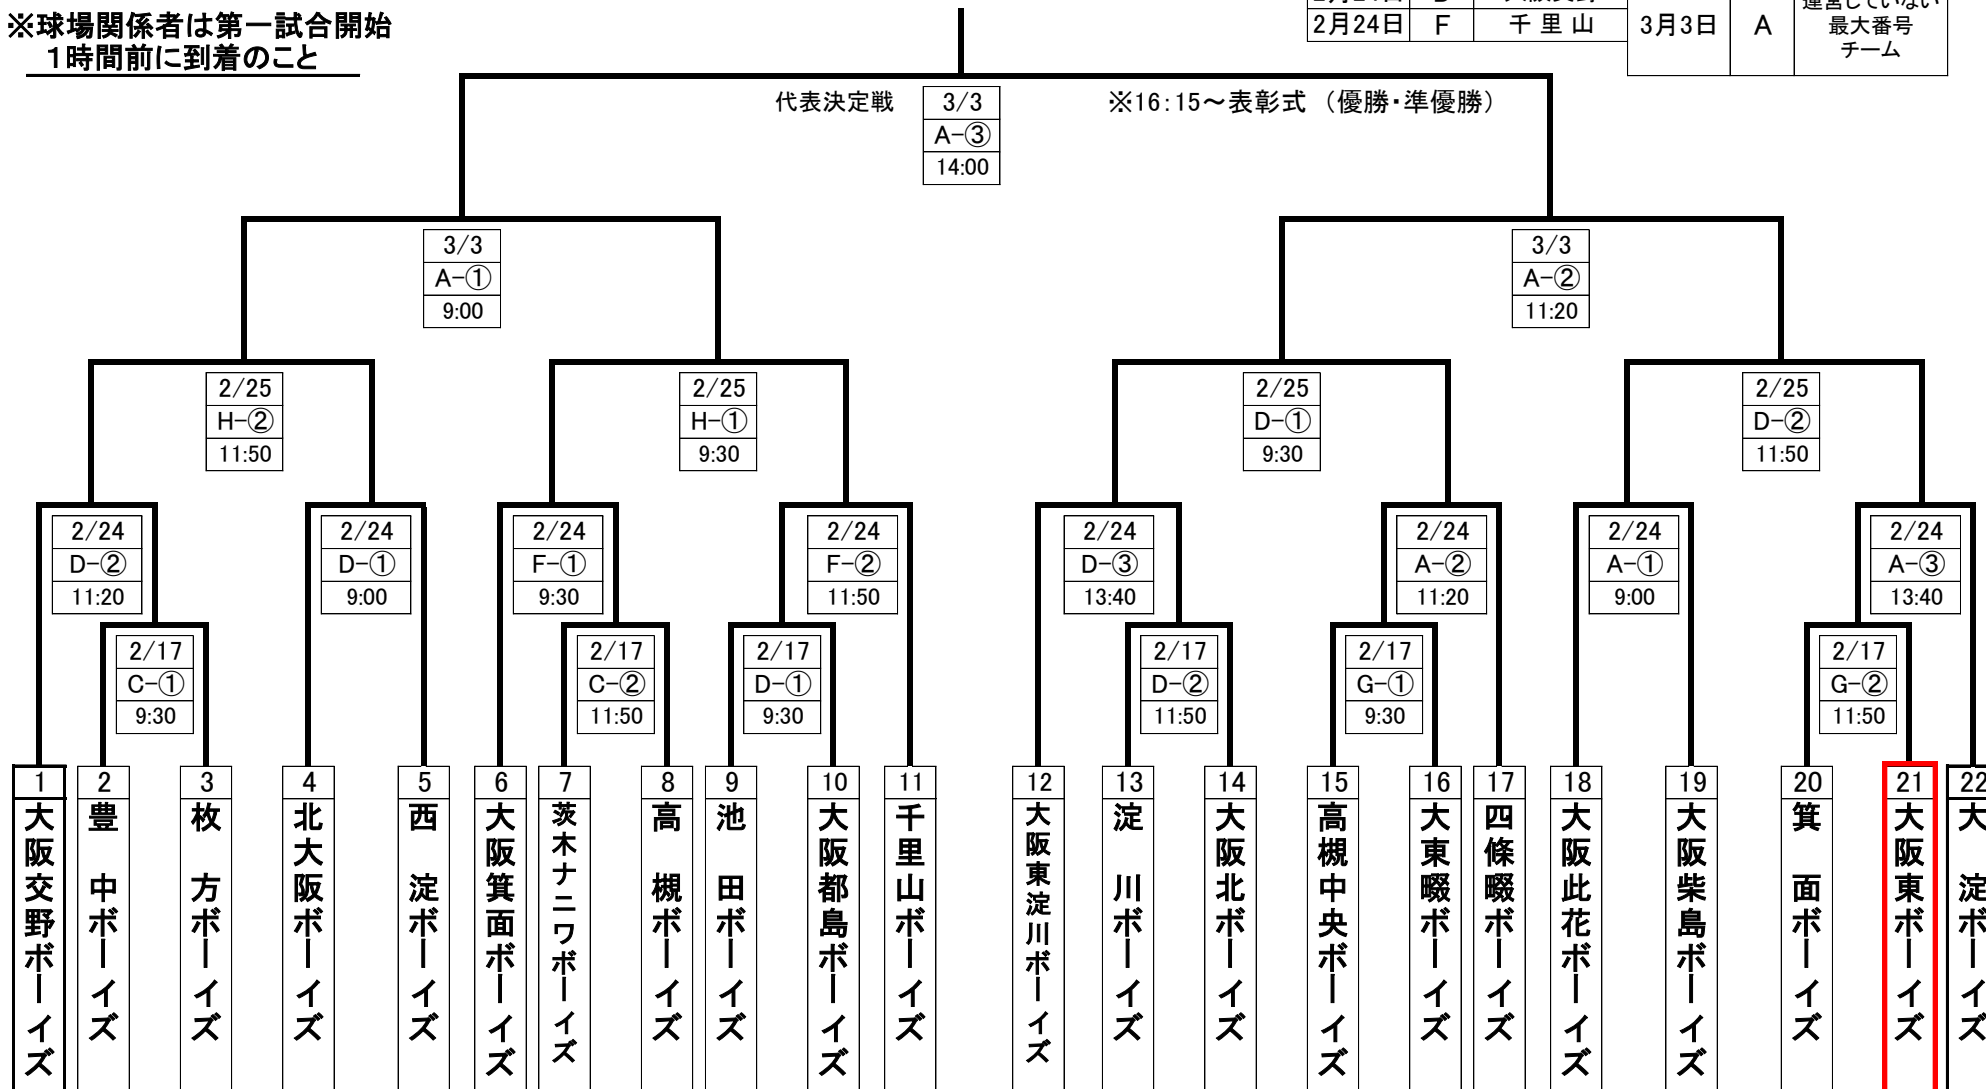 ※球場関係者は第一試合開始
1時間前に到着のこと
2月24日 F 千里山
3月3日 A
運営していない
最大番号
チーム
代表決定戦
3/3
A-③
14:00
※16:15～表彰式 （優勝・準優勝）
3/3
A-①
9:00
3/3
A-②
11:20
2/25
H-②
11:50
2/25
H-①
9:30
2/25
D-①
9:30
2/25
D-②
11:50
2/24
D-②
11:20
2/24
D-①
9:00
2/24
F-①
9:30
2/24
F-②
11:50
2/24
D-③
13:40
2/24
A-②
11:20
2/24
A-①
9:00
2/24
A-③
13:40
2/17
C-①
9:30
2/17
C-②
11:50
2/17
D-①
9:30
2/17
D-②
11:50
2/17
G-①
9:30
2/17
G-②
11:50
1
大阪交野ボーイズ
2
豊中ボーイズ
3
枚方ボーイズ
4
北大阪ボーイズ
5
西淀ボーイズ
6
大阪箕面ボーイズ
7
茨木ナニワボーイズ
8
高槻ボーイズ
9
池田ボーイズ
10
大阪都島ボーイズ
11
千里山ボーイズ
12
大阪東淀川ボーイズ
13
淀川ボーイズ
14
大阪北ボーイズ
15
高槻中央ボーイズ
16
大東畷ボーイズ
17
四條畷ボーイズ
18
大阪此花ボーイズ
19
大阪柴島ボーイズ
20
箕面ボーイズ
21
大阪東ボーイズ
22
大淀ボーイズ